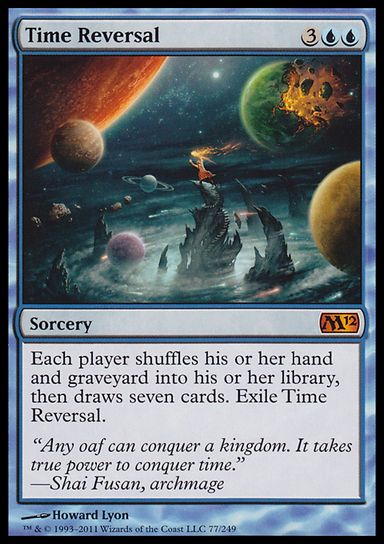 Time Reversal 3
Sorcery M12
Each player shuffles his or her hand
and graveyard into his or her library,
then draws seven cards. Exile Time
Reversal.
“Any oaf can conquer a kingdom. It takes
true power to conquer time.”
—Shai Fusan, archmage
Howard Lyon
™ & © 1993–2011 Wizards of the Coast LLC 77/249